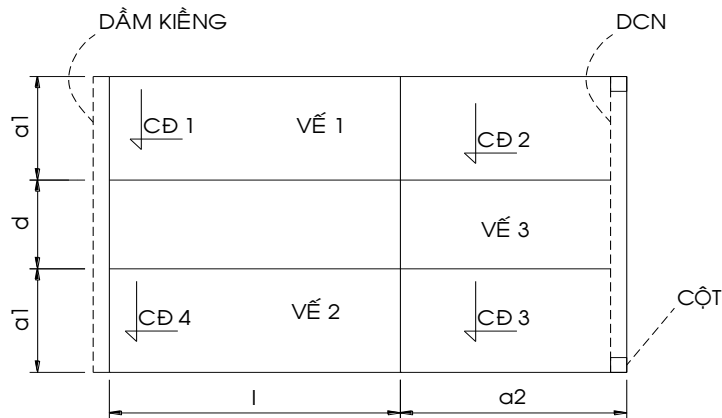 DẦM KIỀNG
DCN
a1
CĐ 1
VẾ 1
CĐ 2
d
VẾ 3
a1
CĐ 4
VẾ 2
CĐ 3
CỘT
l
a2